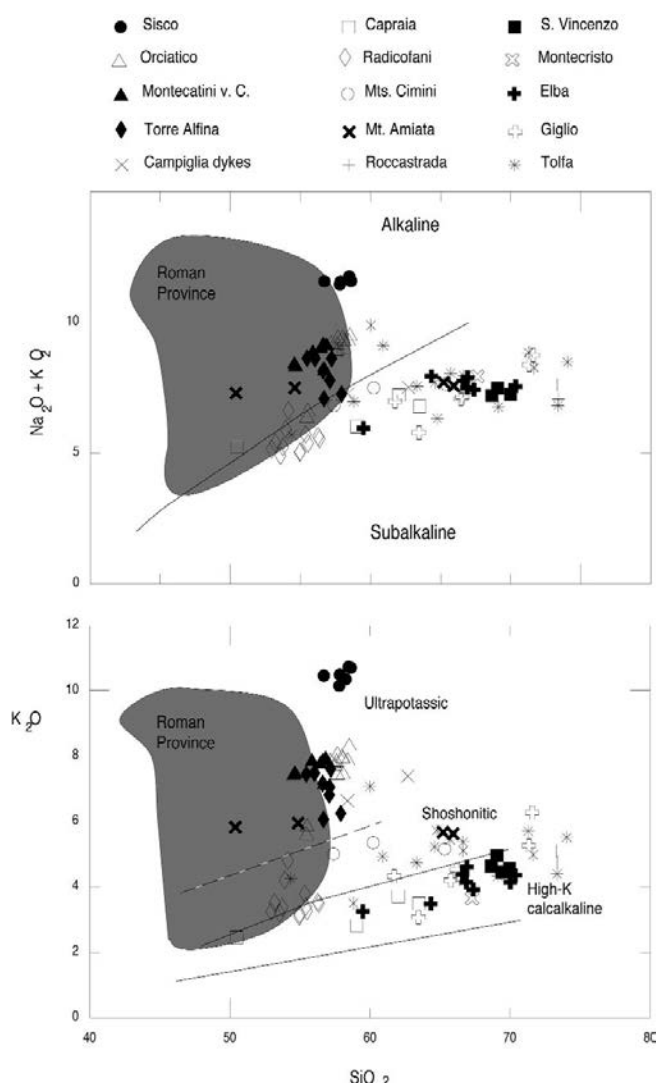 Sisco Capraia S. Vincenzo
Orciatico Radicofani Montecristo
Montecatini v. C. Mts. Cimini Elba
Torre Alfina Mt. Amiata Giglio
Campiglia dykes Roccastrada Tolfa
Alkaline
Roman
Province
10
Na2O + K O2
5
Subalkaline
0
12
10
Ultrapotassic
K2O
Roman
Province
8
6
Shoshonitic
4
High-K
calcalkaline
2
0
40 50 60 70 80
SiO2